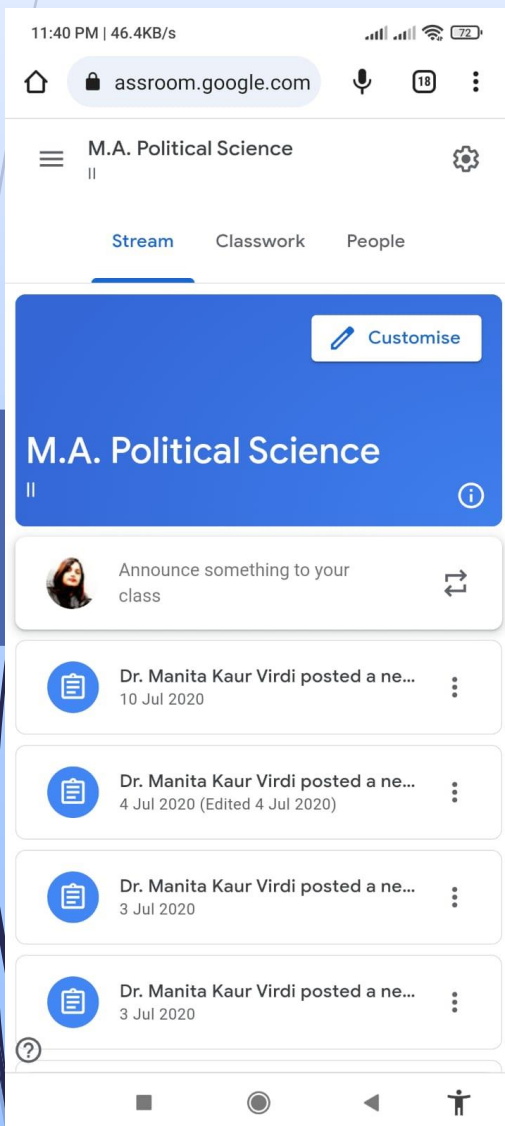 11:40 PM | 46.4KB/s 72
assroom.google.com 18
M.A. Political Science
II
Stream Classwork People
Customise
M.A. Political Science
II
Announce something to your
class
Dr. Manita Kaur Virdi posted a ne...
10 Jul 2020
Dr. Manita Kaur Virdi posted a ne...
4 Jul 2020 (Edited 4 Jul 2020)
Dr. Manita Kaur Virdi posted a ne...
3 Jul 2020
Dr. Manita Kaur Virdi posted a ne...
3 Jul 2020